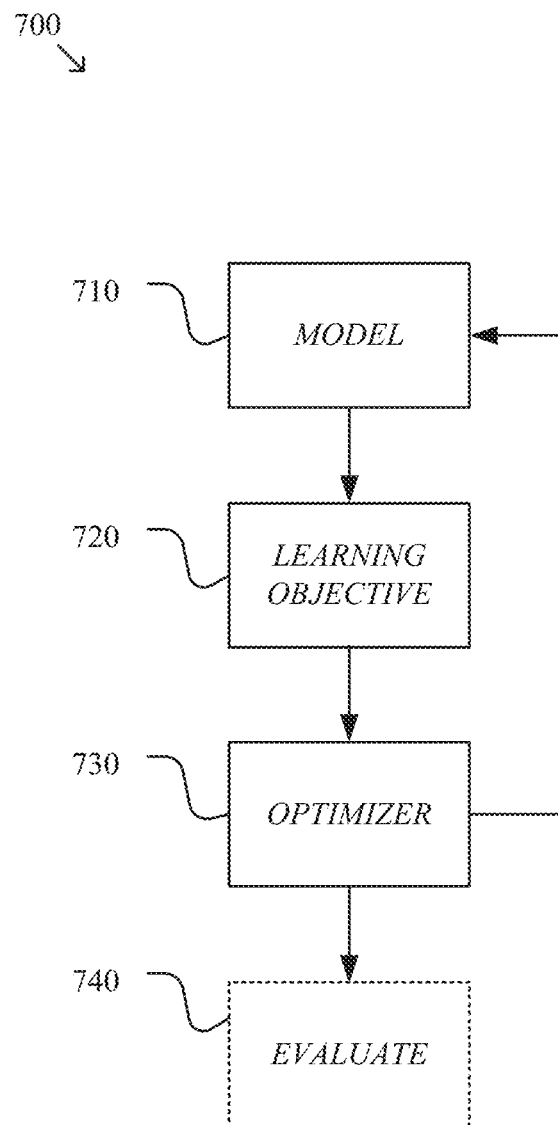 700
710
MODEL
720
LEARNING
OBJECTIVE
730
OPTIMIZER
740
EVALUATE